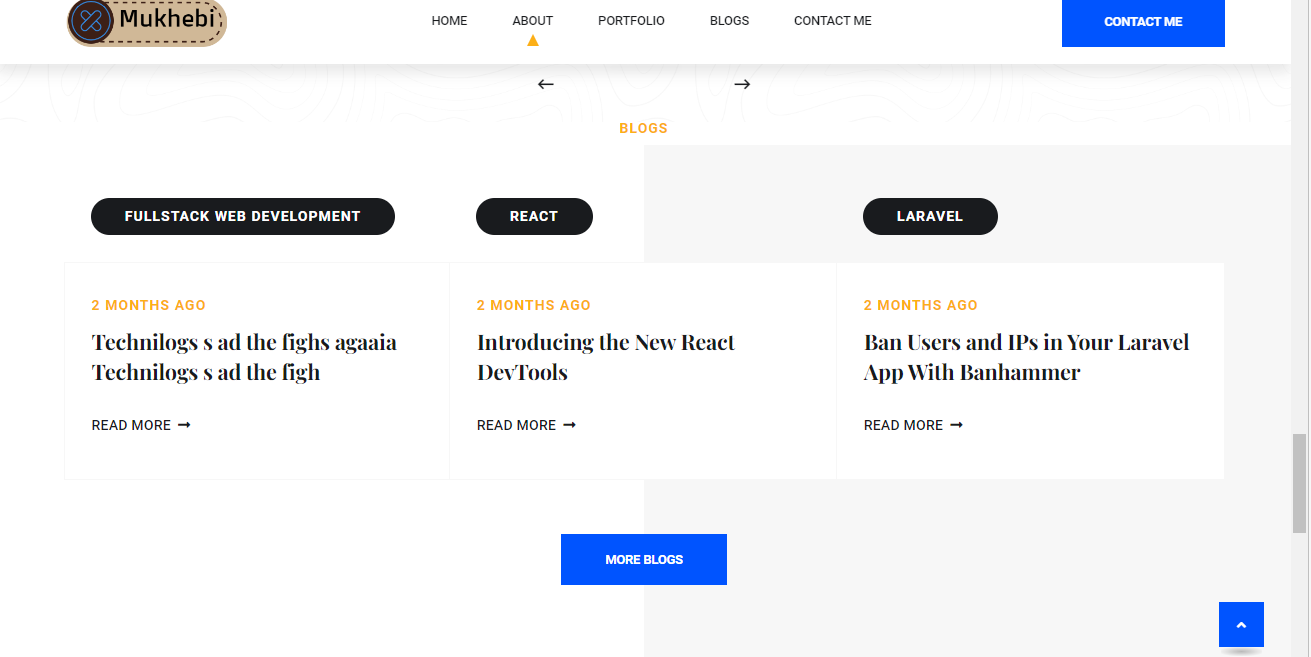 Mukhebi
HOME ABOUT PORTFOLIO BLOGS CONTACT ME
CONTACT ME
BLOGS
FULLSTACK WEB DEVELOPMENT
REACT
LARAVEL
2 MONTHS AGO
Technilogs s ad the fighs agaaia
Technilogs s ad the figh
READ MORE
2 MONTHS AGO
Introducing the New React
DevTools
READ MORE
2 MONTHS AGO
Ban Users and IPs in Your Laravel
App With Banhammer
READ MORE
MORE BLOGS